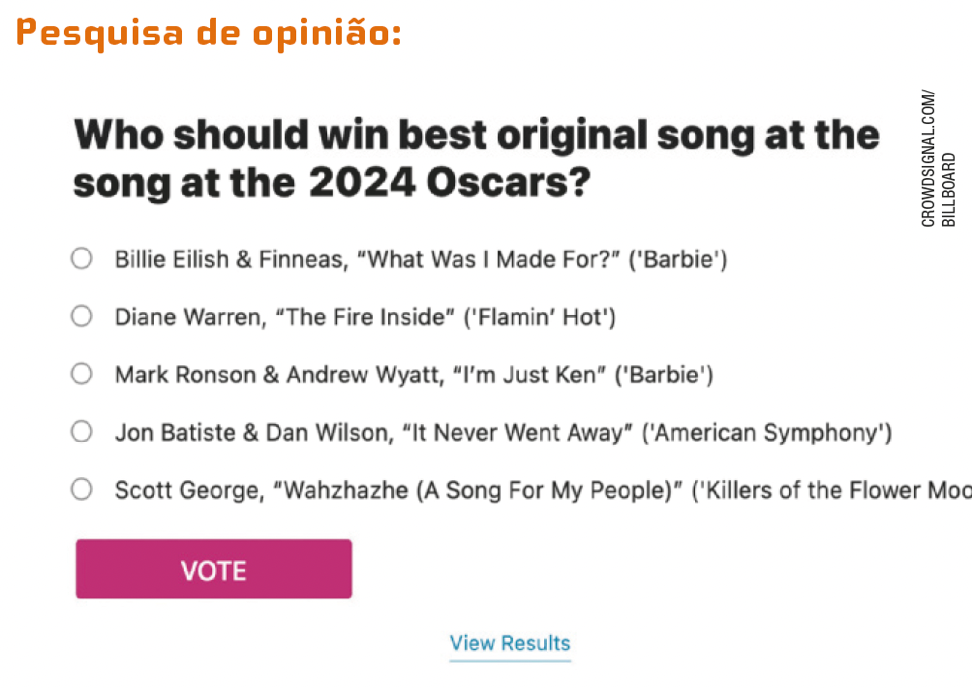 Pesquisa de opinião:
CROWDSIGNAL.COM/
BILLBOARD
Who should win best original song at the
song at the 2024 Oscars?
Billie Eilish & Finneas, “What Was I Made For?” ('Barbie')
Diane Warren, “The Fire Inside” ('Flamin’ Hot')
Mark Ronson & Andrew Wyatt, “I’m Just Ken” ('Barbie')
Jon Batiste & Dan Wilson, “It Never Went Away” ('American Symphony')
Scott George, “Wahzhazhe (A Song For My People)” ('Killers of the Flower Moo
VOTE
View Results